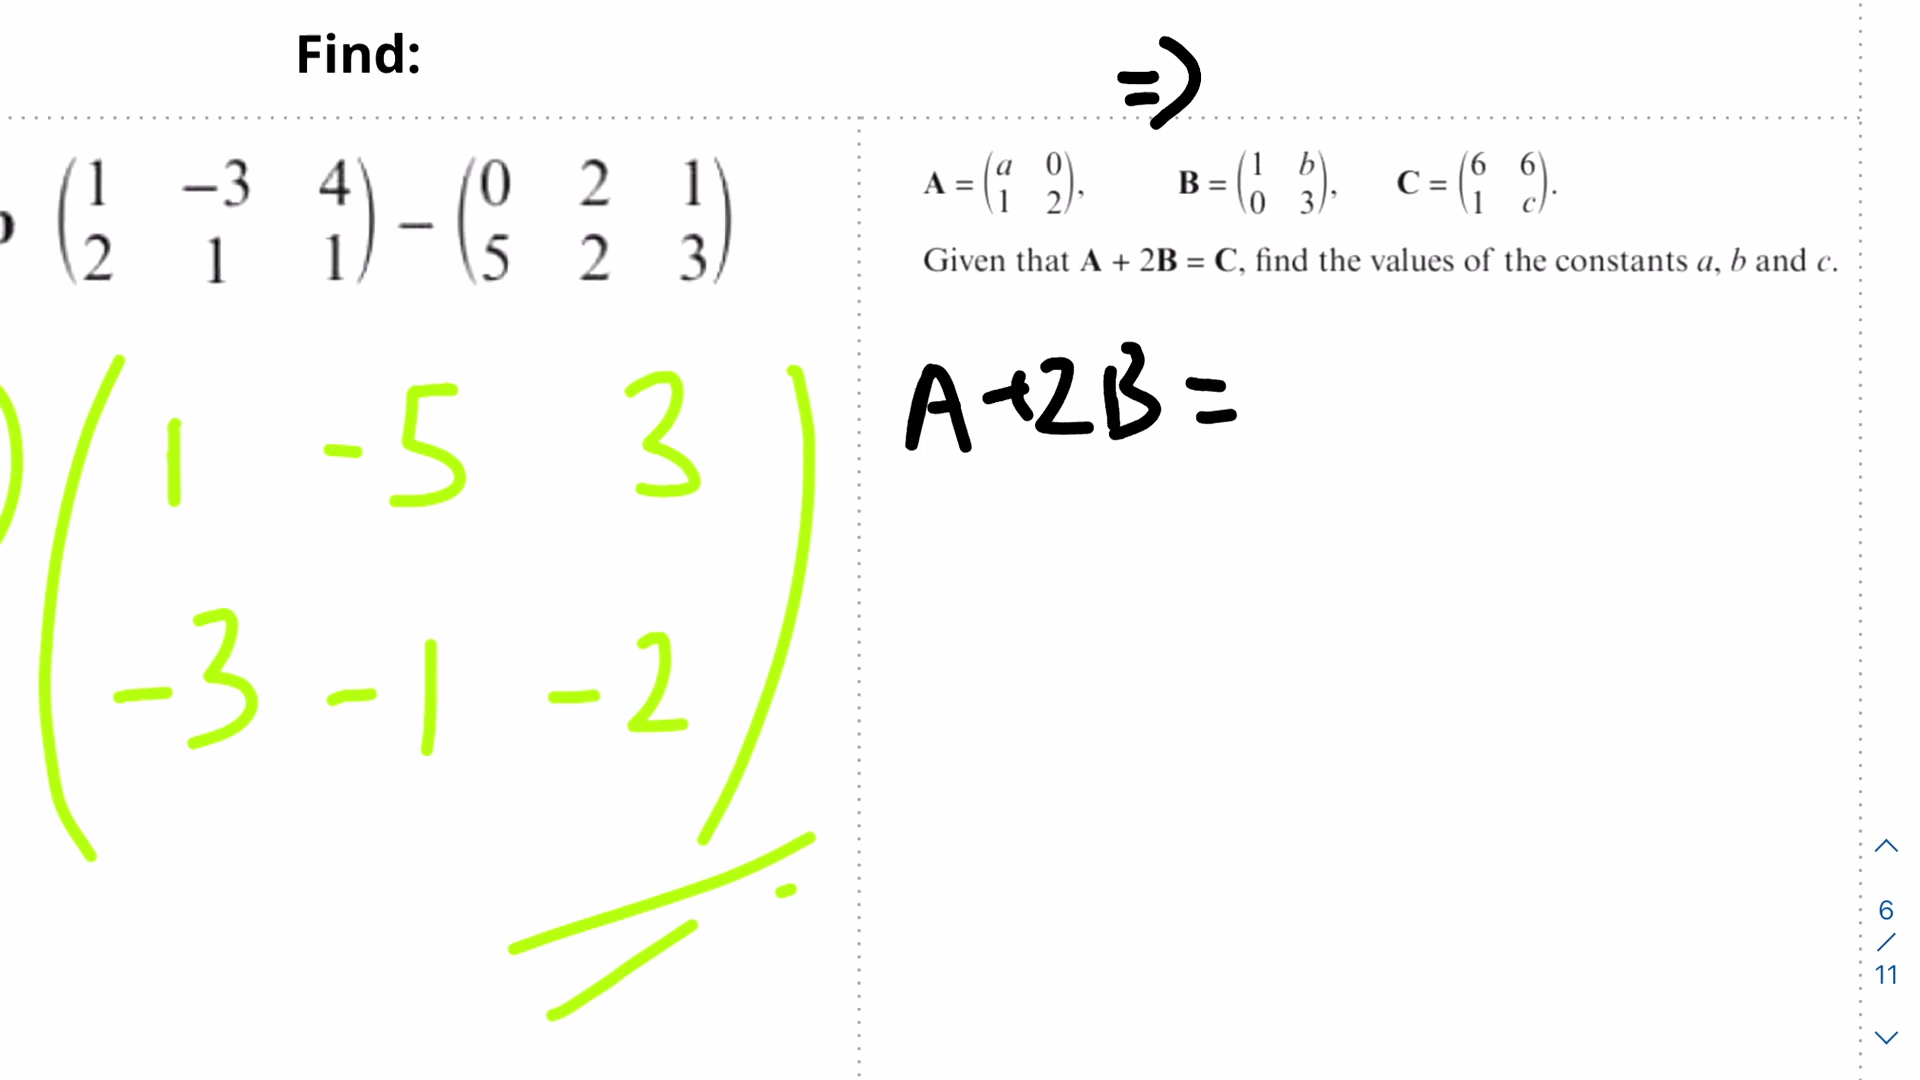 Find:
=>
( 1 −3 4 ) − ( 0 2 1 )
( 2 1 1 ) ( 5 2 3 )
A = ( a 0 ), B = ( 1 b ), C = ( 6 6 ).
( 1 2 ) ( 0 3 ) ( 1 c )
Given that A + 2B = C, find the values of the constants a, b and c.
( 1 -5 3 )
( -3 -1 -2 )
A+2B =
6
/
11